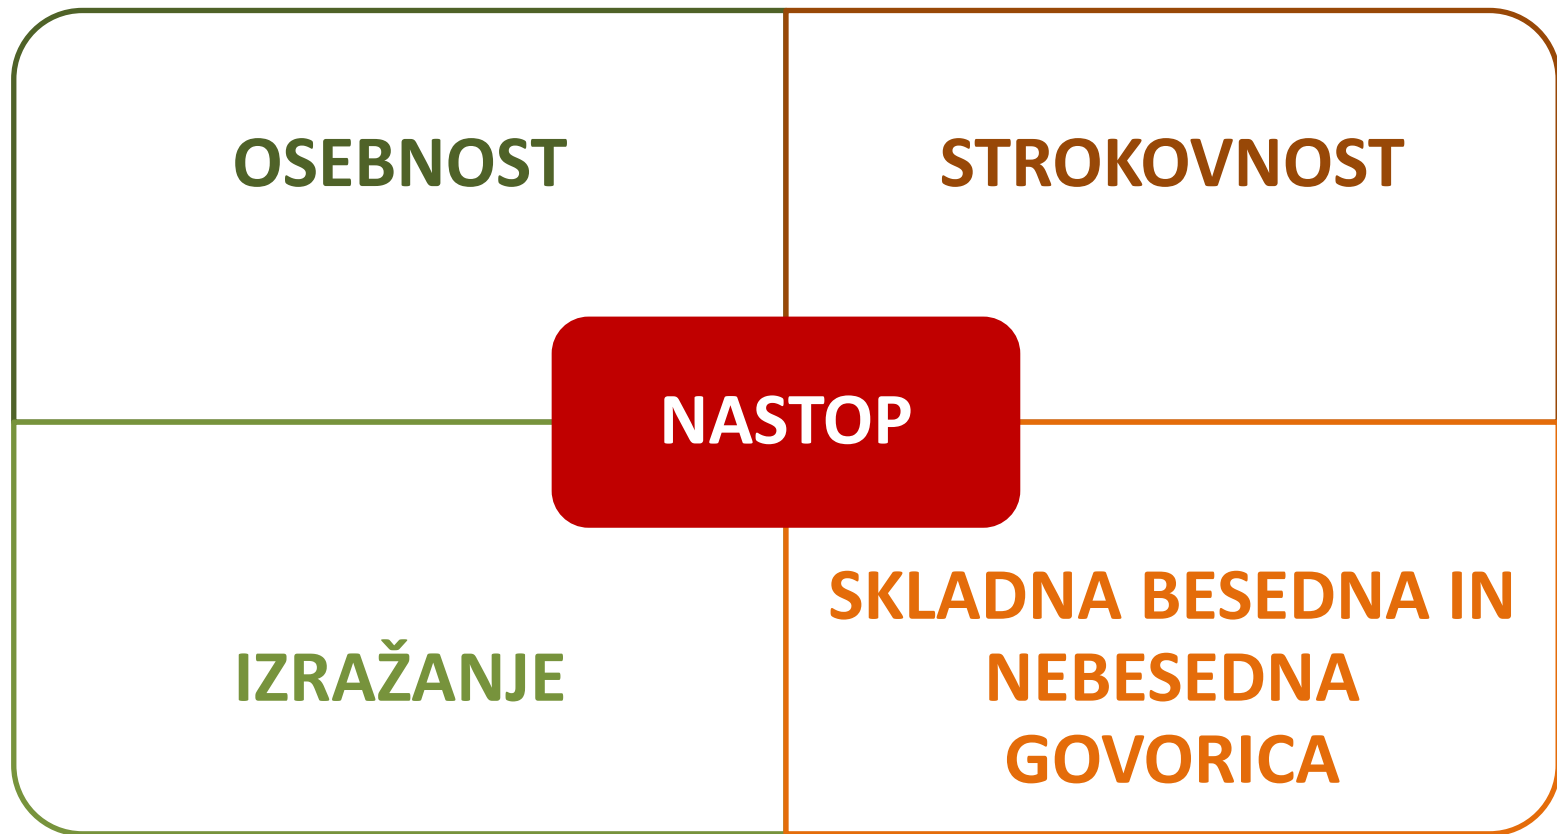 OSEBNOST
STROKOVNOST
NASTOP
IZRAŽANJE
SKLADNA BESEDNA IN
NEBESEDNA
GOVORICA